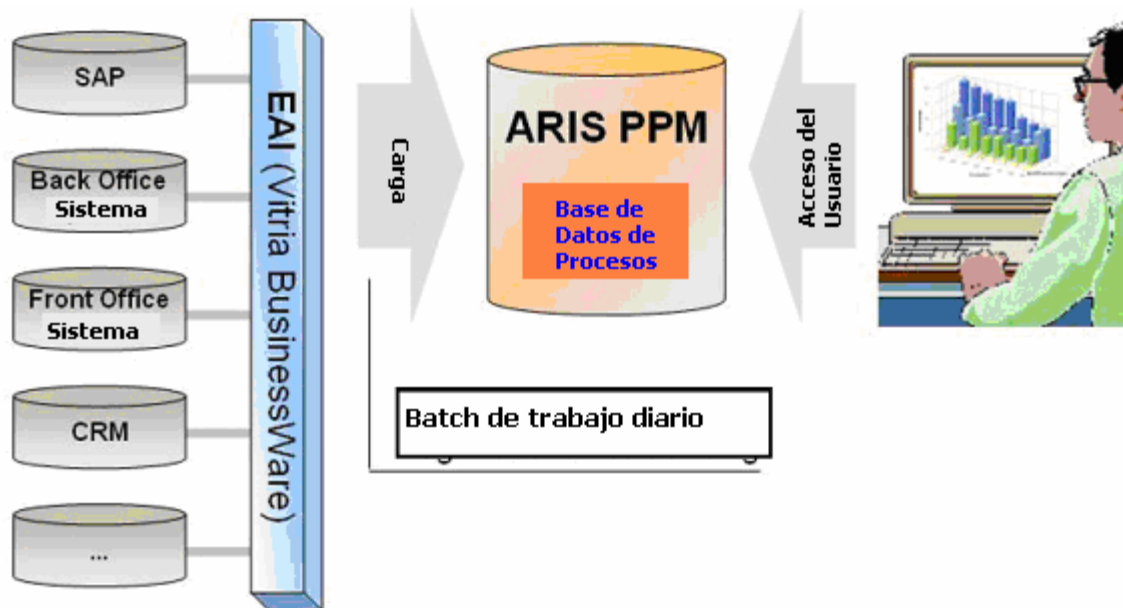 SAP
Back Office
Sistema
Front Office
Sistema
CRM
...
EAI (Vitria BusinessWare)
Carga
ARIS PPM
Base de
Datos de
Procesos
Acceso del
Usuario
Batch de trabajo diario